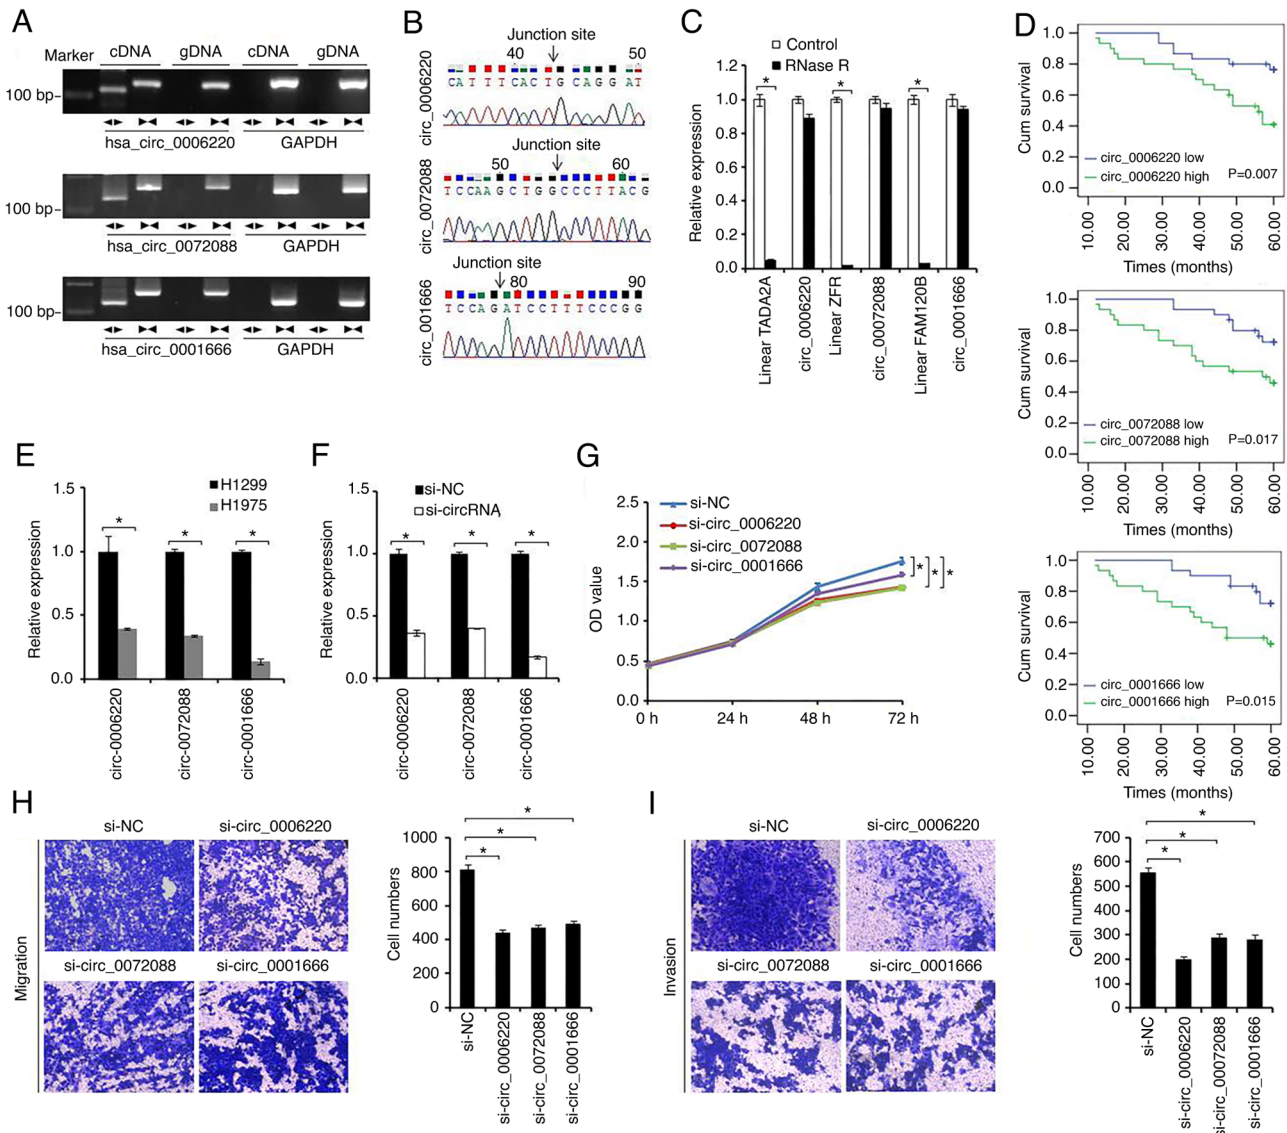 A
Marker cDNA gDNA cDNA gDNA
100 bp
hsa_circ_0006220 GAPDH
100 bp
hsa_circ_0072088 GAPDH
100 bp
hsa_circ_0001666 GAPDH
B
Junction site
40 50
CATTTCACTGCAGGAT
circ_0006220
Junction site
50 60
TCCAAGCTGGCCCTTACG
circ_0072088
Junction site
80 90
TCCAGATCCTTTCCCGG
circ_001666
C
Control
RNase R
Relative expression
1.2
1.0
0.8
0.6
0.4
0.2
0.0
Linear TADA2A
circ_0006220
Linear ZFR
circ_0072088
Linear FAM120B
circ_0001666
* * *
D
Cum survival
1.0
0.8
0.6
0.4
0.2
0.0
circ_0006220 low
circ_0006220 high P=0.007
10.00 20.00 30.00 40.00 50.00 60.00
Times (months)
Cum survival
1.0
0.8
0.6
0.4
0.2
0.0
circ_0072088 low
circ_0072088 high P=0.017
10.00 20.00 30.00 40.00 50.00 60.00
Times (months)
Cum survival
1.0
0.8
0.6
0.4
0.2
0.0
circ_0001666 low
circ_0001666 high P=0.015
10.00 20.00 30.00 40.00 50.00 60.00
Times (months)
E
H1299
H1975
Relative expression
1.5
1.0
0.5
0.0
* * *
circ-0006220
circ-0072088
circ-0001666
F
si-NC
si-circRNA
Relative expression
1.5
1.0
0.5
0.0
* * *
circ-0006220
circ-0072088
circ-0001666
G
OD value
2.5
2.0
1.5
1.0
0.5
0.0
si-NC
si-circ_0006220
si-circ_0072088
si-circ_0001666
* * *
0 h 24 h 48 h 72 h
H
Migration
si-NC si-circ_0006220
si-circ_0072088 si-circ_0001666
Cell numbers
1000
800
600
400
200
0
* * *
si-NC
si-circ_0006220
si-circ_0072088
si-circ_0001666
I
Invasion
si-NC si-circ_0006220
si-circ_0072088 si-circ_0001666
Cell numbers
700
600
500
400
300
200
100
0
* * *
si-NC
si-circ_0006220
si-circ_0072088
si-circ_0001666